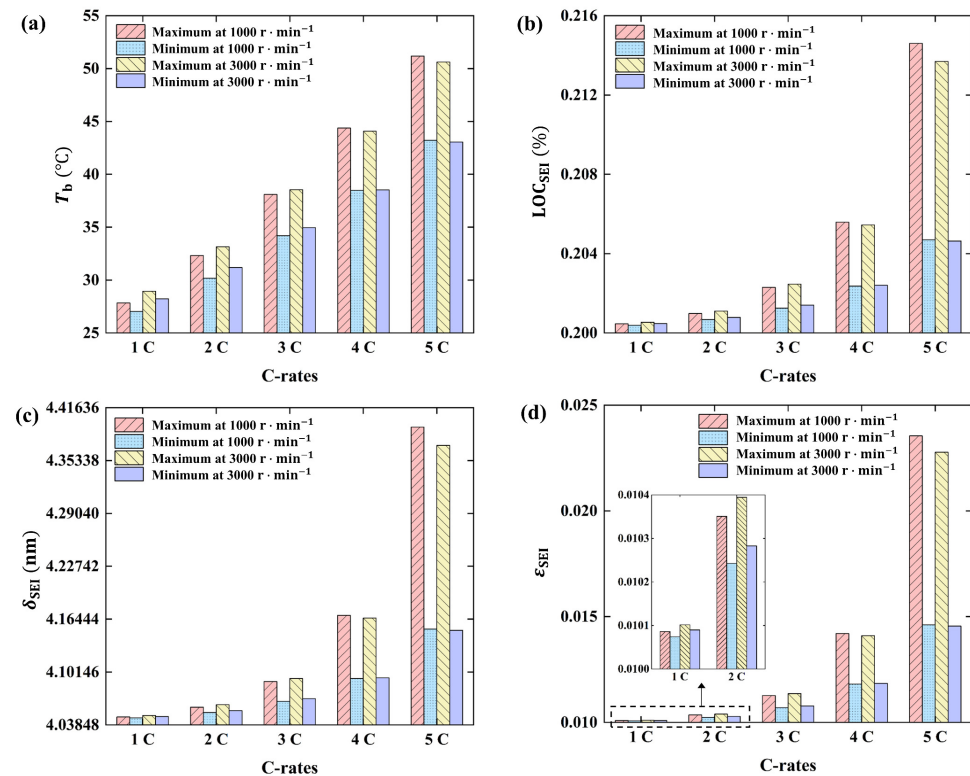 (a)
55
50
45
40
35
30
25
T_b (°C)
Maximum at 1000 r · min⁻¹
Minimum at 1000 r · min⁻¹
Maximum at 3000 r · min⁻¹
Minimum at 3000 r · min⁻¹
1 C 2 C 3 C 4 C 5 C
C-rates
(b)
0.216
0.212
0.208
0.204
0.200
LOC_SEI (%)
Maximum at 1000 r · min⁻¹
Minimum at 1000 r · min⁻¹
Maximum at 3000 r · min⁻¹
Minimum at 3000 r · min⁻¹
1 C 2 C 3 C 4 C 5 C
C-rates
(c)
4.41636
4.35338
4.29040
4.22742
4.16444
4.10146
4.03848
δ_SEI (nm)
Maximum at 1000 r · min⁻¹
Minimum at 1000 r · min⁻¹
Maximum at 3000 r · min⁻¹
Minimum at 3000 r · min⁻¹
1 C 2 C 3 C 4 C 5 C
C-rates
(d)
0.025
0.020
0.015
0.010
ε_SEI
Maximum at 1000 r · min⁻¹
Minimum at 1000 r · min⁻¹
Maximum at 3000 r · min⁻¹
Minimum at 3000 r · min⁻¹
0.0104
0.0103
0.0102
0.0101
0.0100
1 C 2 C
1 C 2 C 3 C 4 C 5 C
C-rates